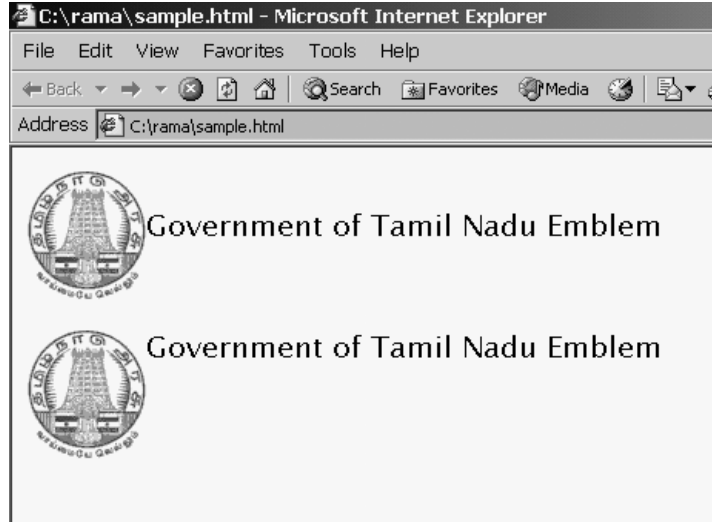 C:\rama\sample.html - Microsoft Internet Explorer
File Edit View Favorites Tools Help
Back Search Favorites Media
Address C:\rama\sample.html
Government of Tamil Nadu Emblem
Government of Tamil Nadu Emblem